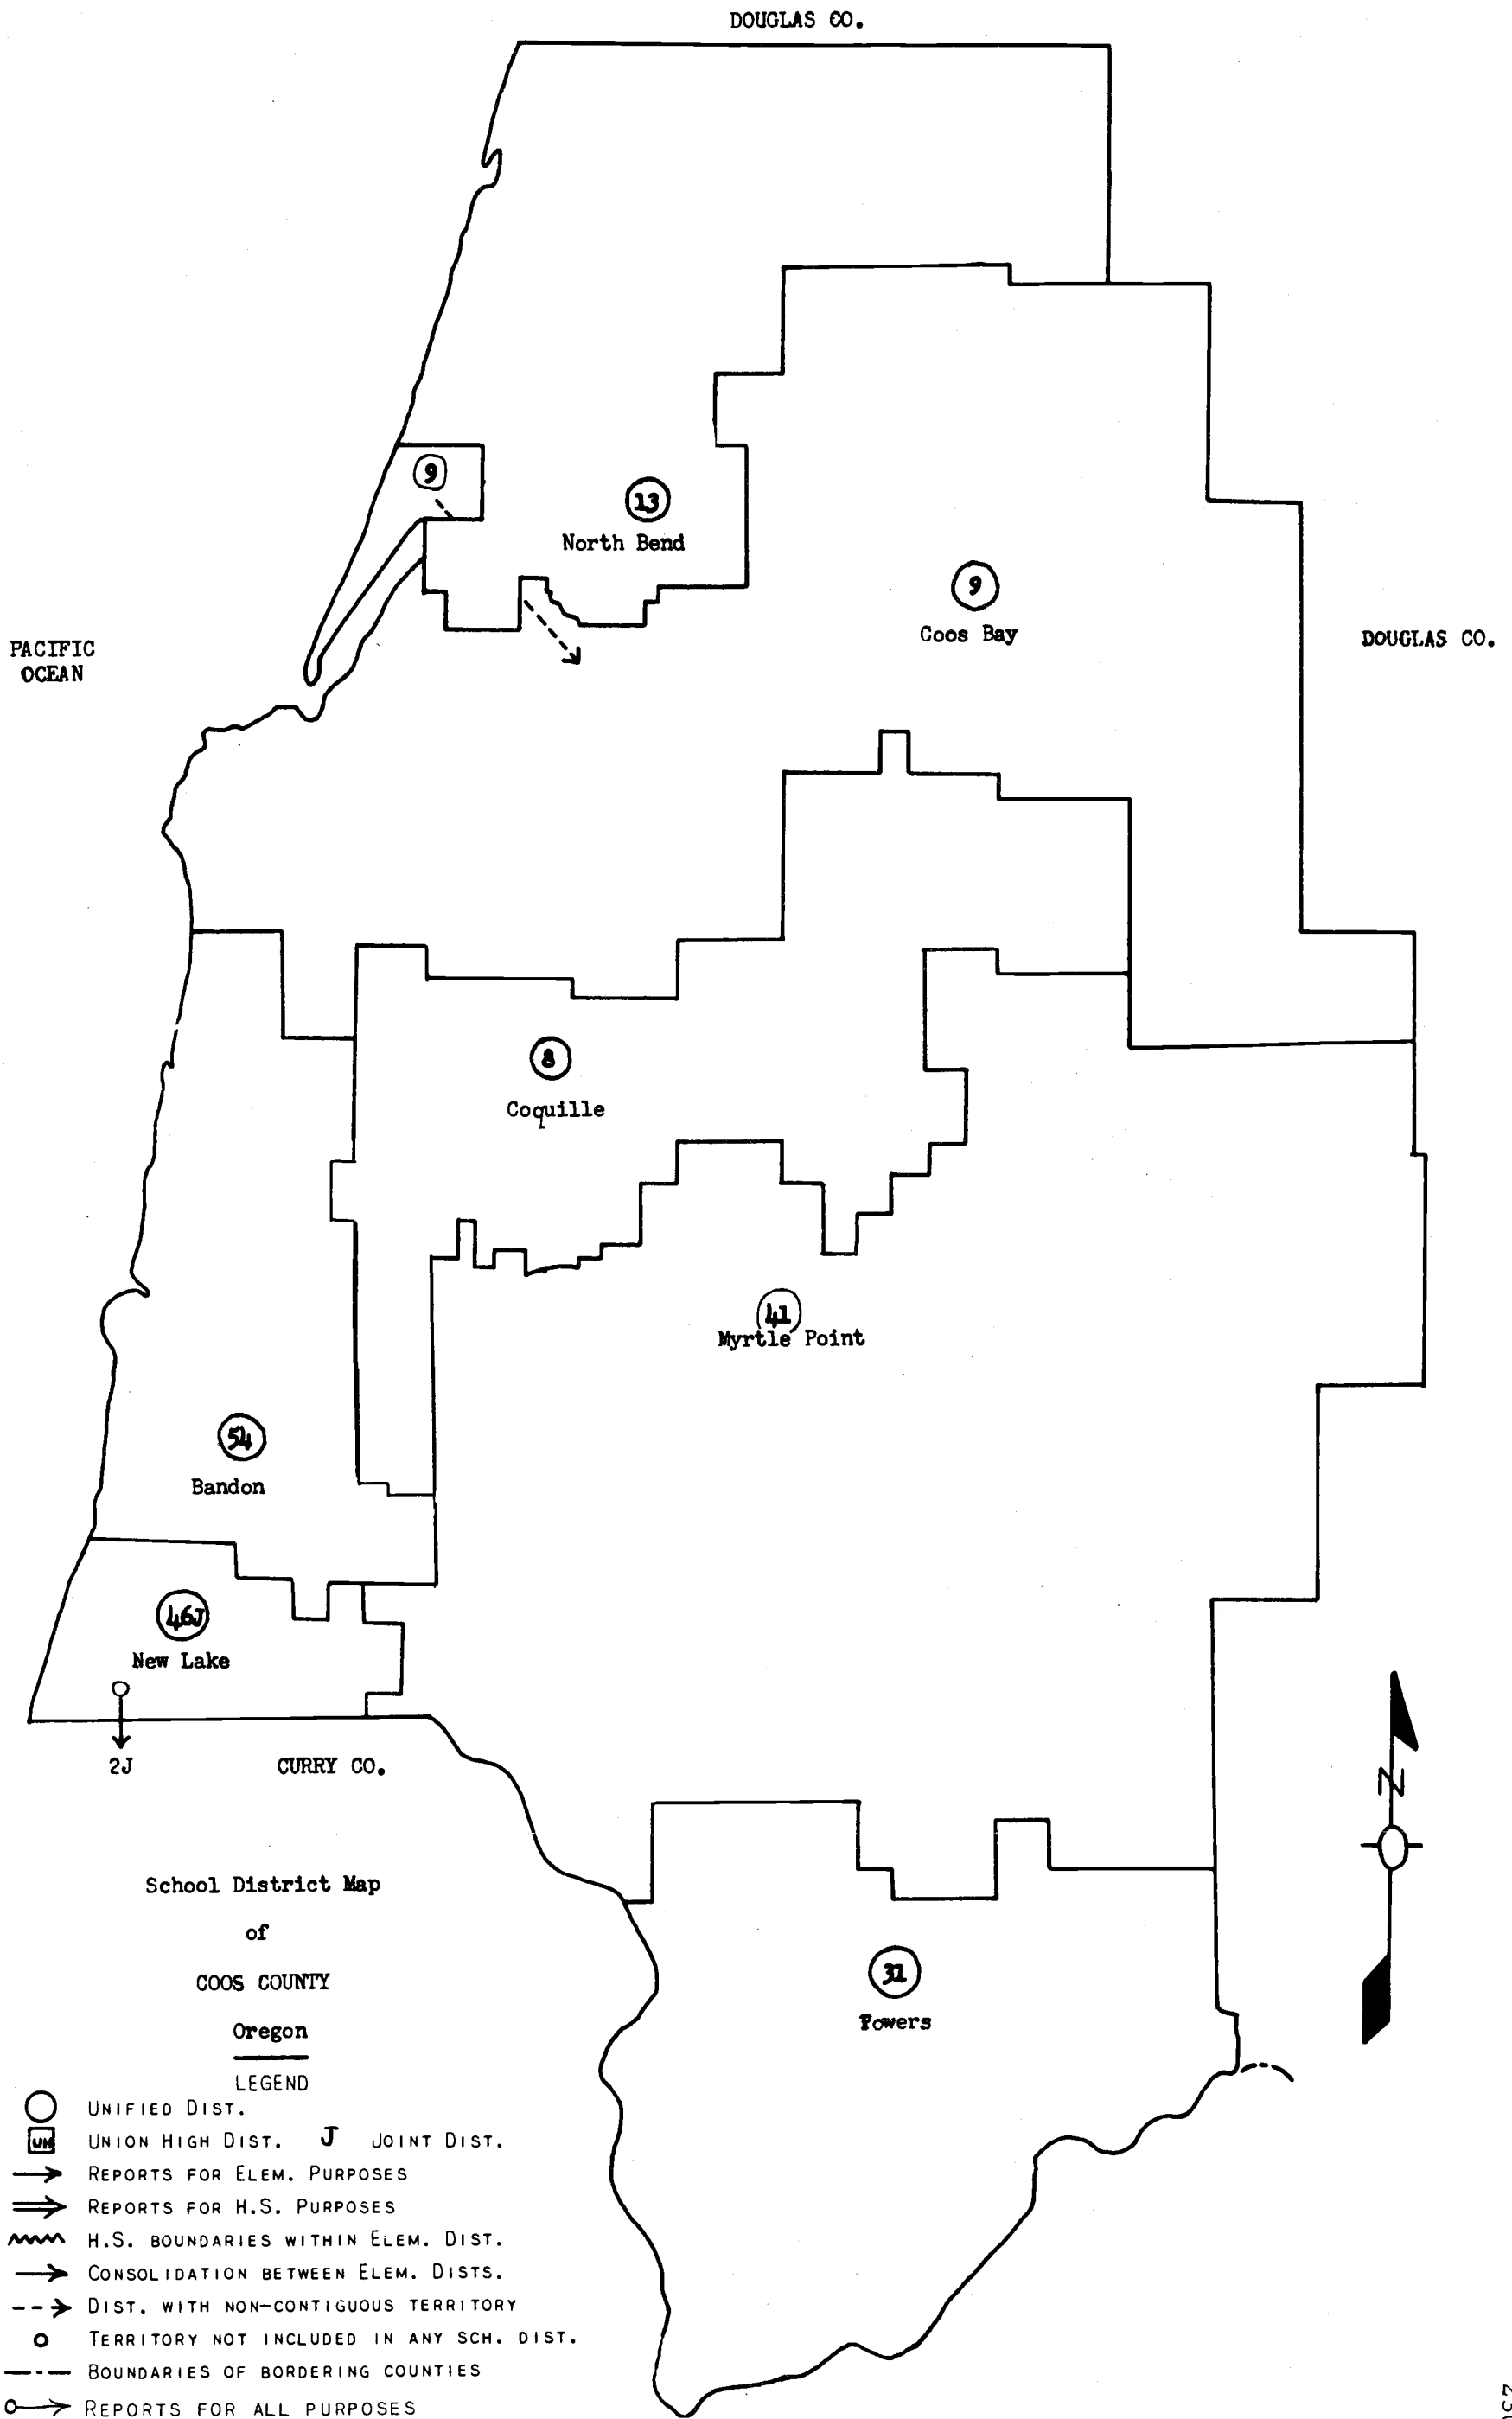 DOUGLAS CO.
9
13
North Bend
9
Coos Bay
PACIFIC
OCEAN
DOUGLAS CO.
8
Coquille
41
Myrtle Point
54
Bandon
46J
New Lake
2J
CURRY CO.
N
School District Map
of
COOS COUNTY
Oregon
31
Powers
LEGEND
UNIFIED DIST.
UH UNION HIGH DIST. J JOINT DIST.
REPORTS FOR ELEM. PURPOSES
REPORTS FOR H.S. PURPOSES
H.S. BOUNDARIES WITHIN ELEM. DIST.
CONSOLIDATION BETWEEN ELEM. DISTS.
DIST. WITH NON-CONTIGUOUS TERRITORY
TERRITORY NOT INCLUDED IN ANY SCH. DIST.
BOUNDARIES OF BORDERING COUNTIES
REPORTS FOR ALL PURPOSES